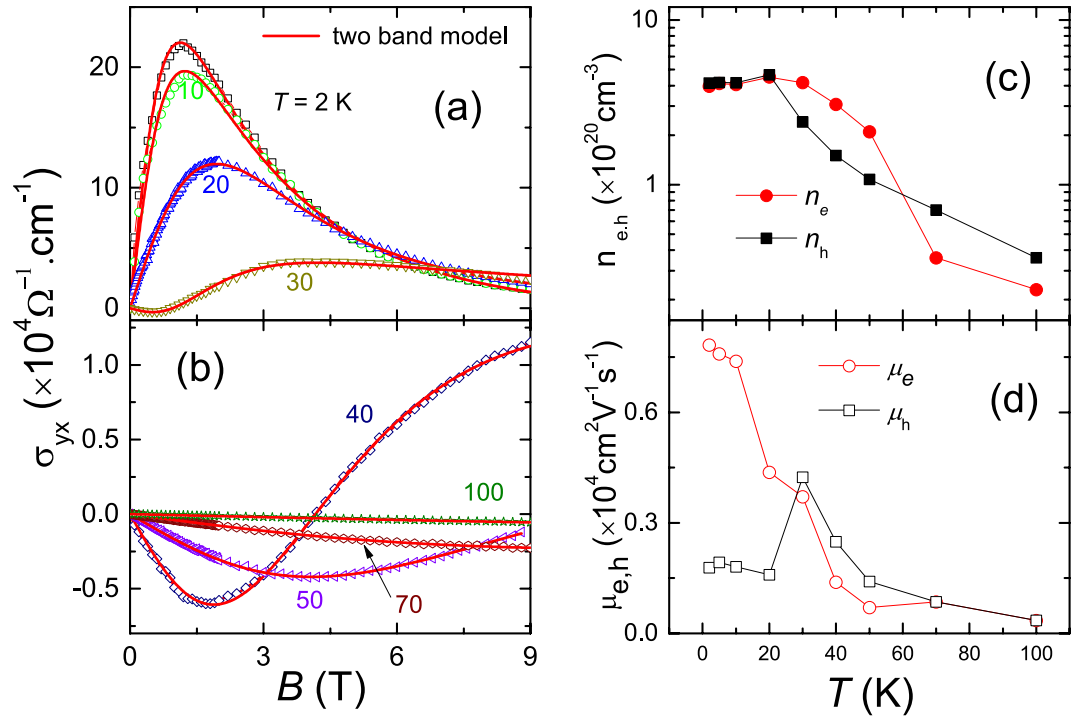 two band model
(a)
T = 2 K
10
20
30
20
10
0
σyx (×10⁴Ω⁻¹.cm⁻¹)
(b)
40
100
50
70
1.0
0.5
0.0
-0.5
0
3
6
9
B (T)
(c)
nₑ
nₕ
10
1
n e.h (×10²⁰cm⁻³)
(d)
μₑ
μₕ
0.6
0.3
0.0
μe,h (×10⁴cm²V⁻¹s⁻¹)
0
20
40
60
80
100
T (K)